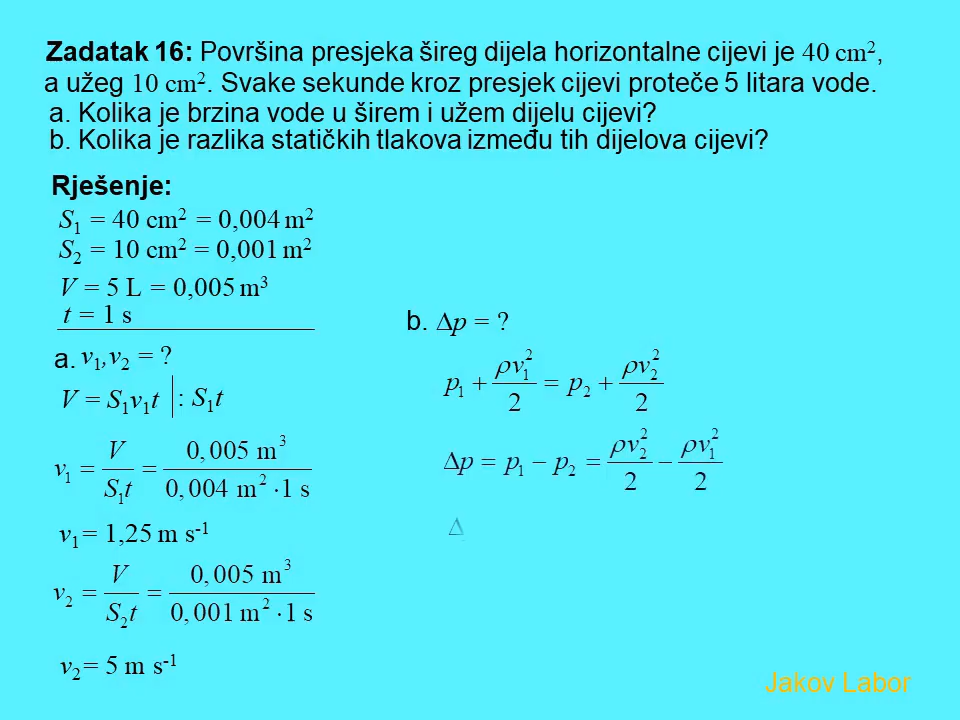 Zadatak 16: Površina presjeka šireg dijela horizontalne cijevi je 40 cm²,
a užeg 10 cm². Svake sekunde kroz presjek cijevi proteče 5 litara vode.
a. Kolika je brzina vode u širem i užem dijelu cijevi?
b. Kolika je razlika statičkih tlakova između tih dijelova cijevi?
Rješenje:
S₁ = 40 cm² = 0,004 m²
S₂ = 10 cm² = 0,001 m²
V = 5 L = 0,005 m³
t = 1 s
a. v₁,v₂ = ?
V = S₁v₁t | : S₁t
v₁ = V / S₁t = 0,005 m³ / 0,004 m² · 1 s
v₁ = 1,25 m s⁻¹
v₂ = V / S₂t = 0,005 m³ / 0,001 m² · 1 s
v₂ = 5 m s⁻¹
b. Δp = ?
p₁ + ρv₁² / 2 = p₂ + ρv₂² / 2
Δp = p₁ − p₂ = ρv₂² / 2 − ρv₁² / 2
Δ
Jakov Labor